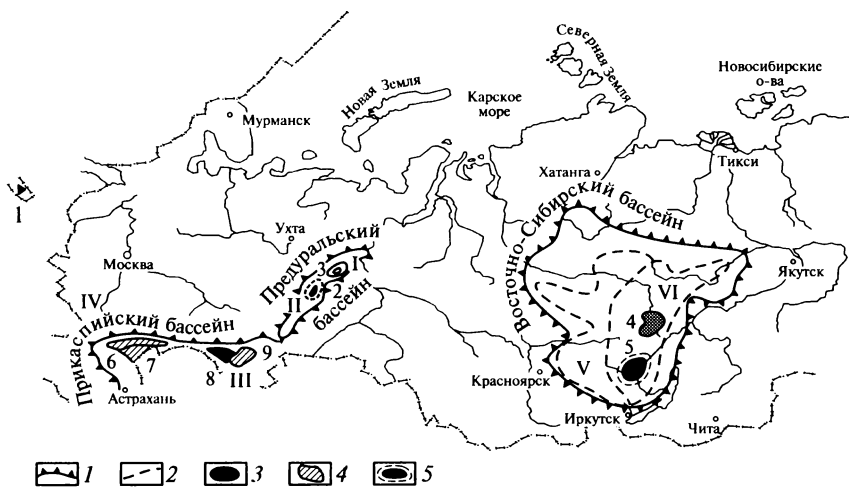 Северная Земля
Новосибирские
о-ва
Новая Земля
Карское
море
Мурманск
Тикси
Хатанга
1
Ухта
Москва
Предуральский
бассейн
Восточно-Сибирский бассейн
Якутск
3
I
2
II
VI
IV
4
Прикаспийский бассейн
5
6
7
8
III
9
V
Красноярск
Астрахань
Иркутск
Чита
1
2
3
4
5